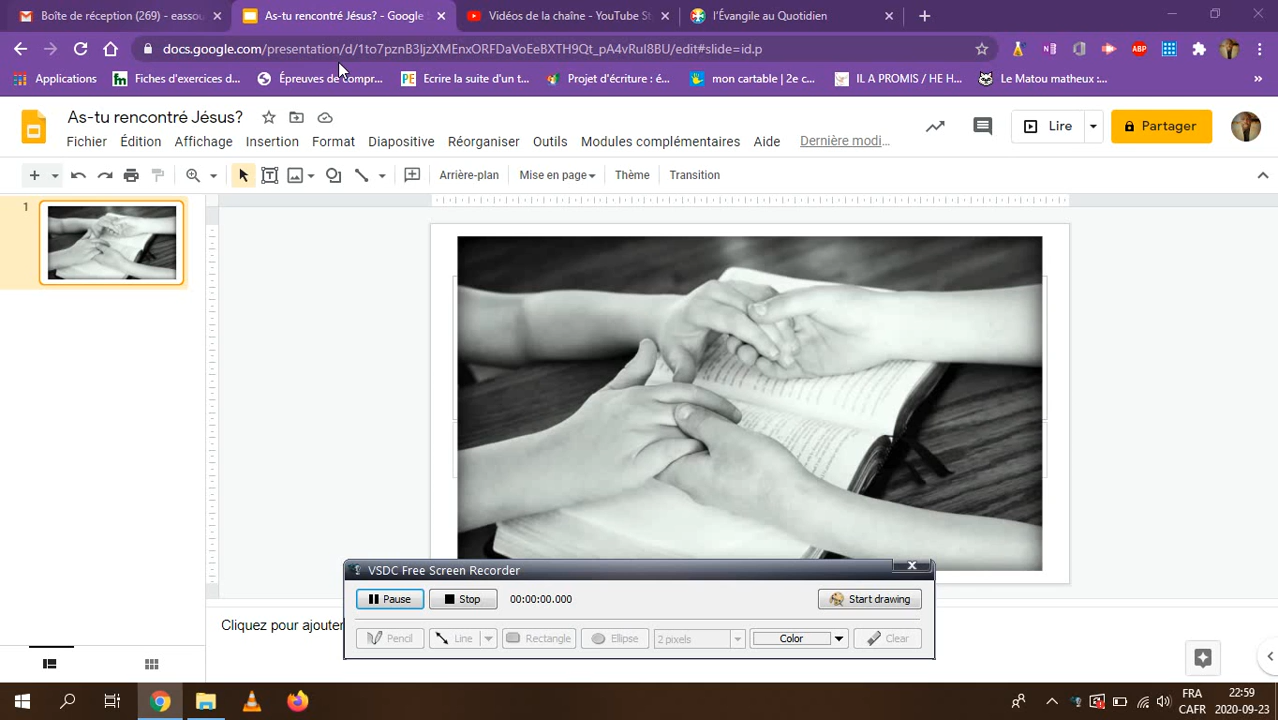 Boîte de réception (269) - eassou
As-tu rencontré Jésus? - Google
Vidéos de la chaîne - YouTube St
l'Évangile au Quotidien
docs.google.com/presentation/d/1to7pznB3IjzXMEnxORFDaVoEeBXTH9Qt_pA4vRul8BU/edit#slide=id.p
ABP
Applications
Fiches d'exercices d...
Épreuves de compr...
Ecrire la suite d'un t...
Projet d'écriture : é...
mon cartable | 2e c...
IL A PROMIS / HE H...
Le Matou matheux :...
As-tu rencontré Jésus?
Lire
Partager
Fichier Édition Affichage Insertion Format Diapositive Réorganiser Outils Modules complémentaires Aide Dernière modi...
Arrière-plan Mise en page Thème Transition
1
VSDC Free Screen Recorder
Pause Stop 00:00:00.000 Start drawing
Cliquez pour ajouter
Pencil Line Rectangle Ellipse 2 pixels Color Clear
FRA 22:59
CAFR 2020-09-23